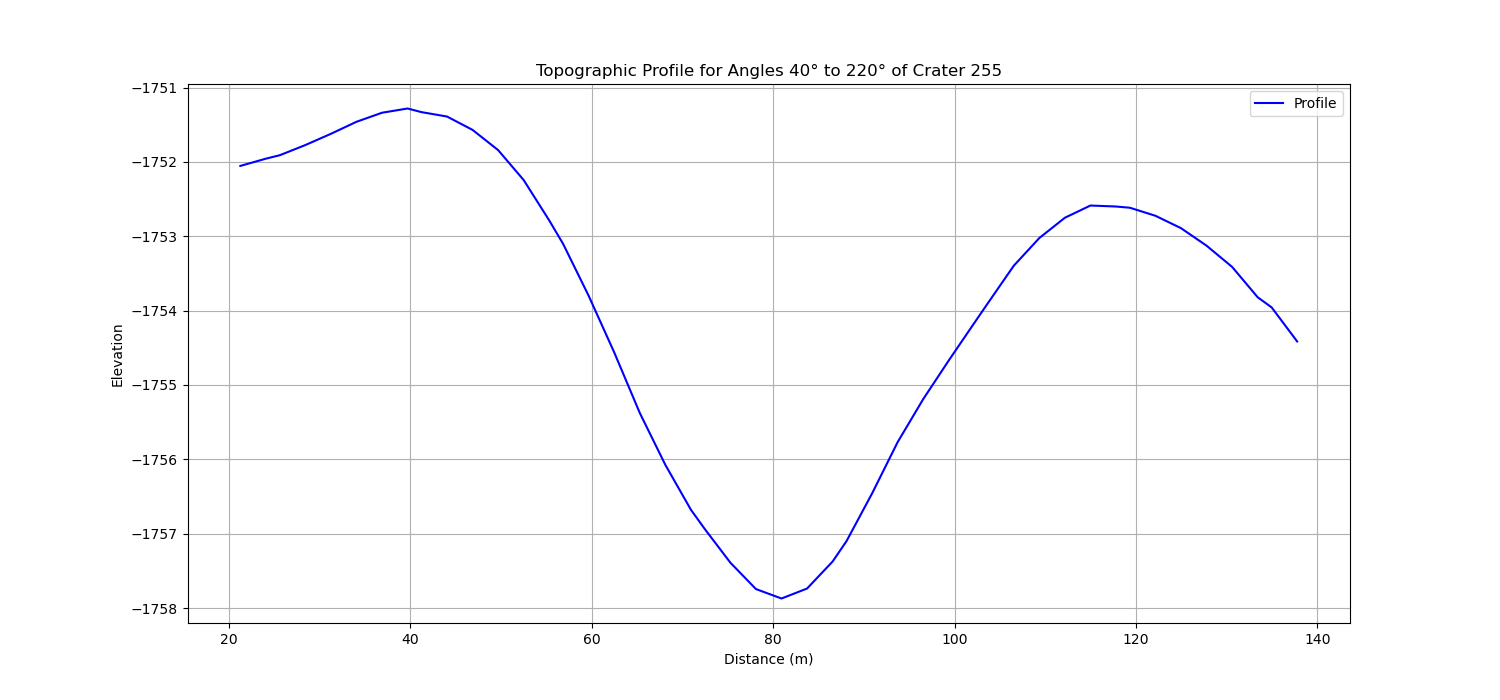 Topographic Profile for Angles 40° to 220° of Crater 255
Profile
−1751
−1752
−1753
−1754
−1755
−1756
−1757
−1758
Elevation
20 40 60 80 100 120 140
Distance (m)